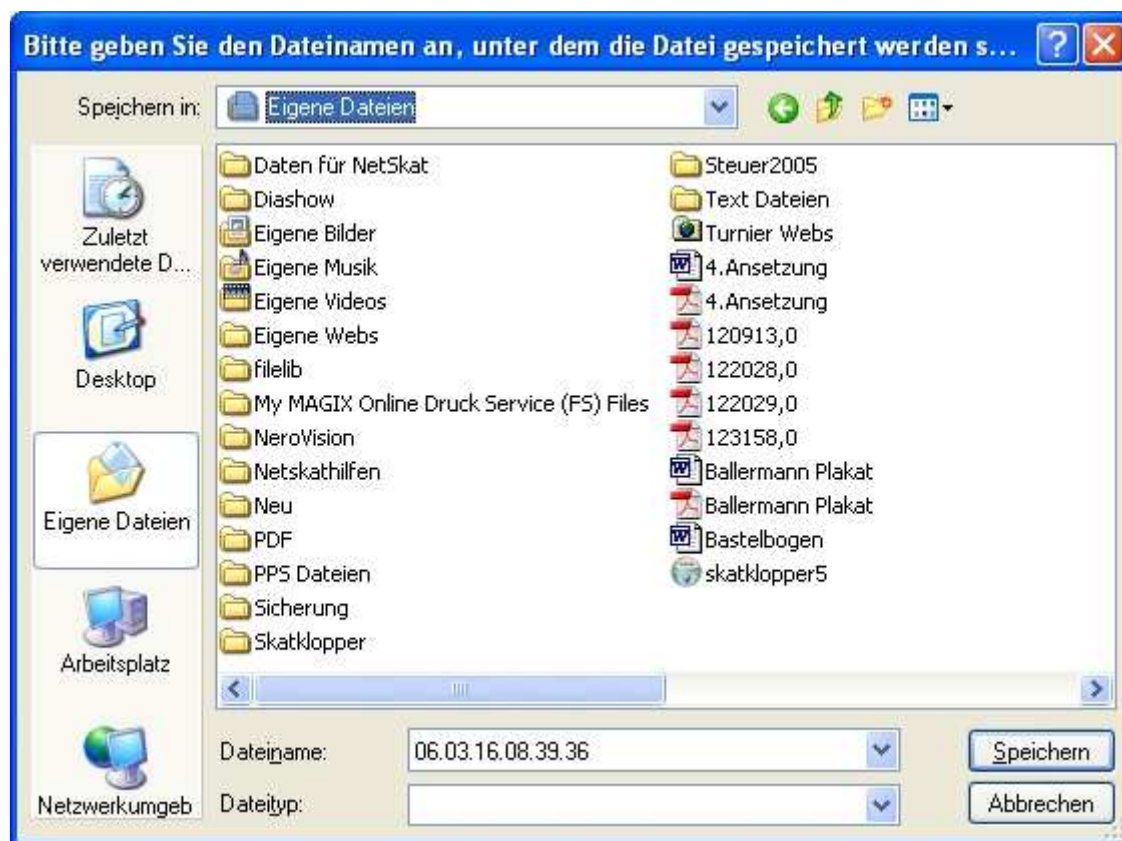 Bitte geben Sie den Dateinamen an, unter dem die Datei gespeichert werden s...
Speichern in:
Eigene Dateien
Zuletzt
verwendete D...
Desktop
Eigene Dateien
Arbeitsplatz
Netzwerkumgeb
Daten für NetSkat
Diashow
Eigene Bilder
Eigene Musik
Eigene Videos
Eigene Webs
filelib
My MAGIX Online Druck Service (FS) Files
NeroVision
Netskathilfen
Neu
PDF
PPS Dateien
Sicherung
Skatklopper
Steuer2005
Text Dateien
Turnier Webs
4.Ansetzung
4.Ansetzung
120913,0
122028,0
122029,0
123158,0
Ballermann Plakat
Ballermann Plakat
Bastelbogen
skatklopper5
Dateiname:
06.03.16.08.39.36
Speichern
Dateityp:
Abbrechen